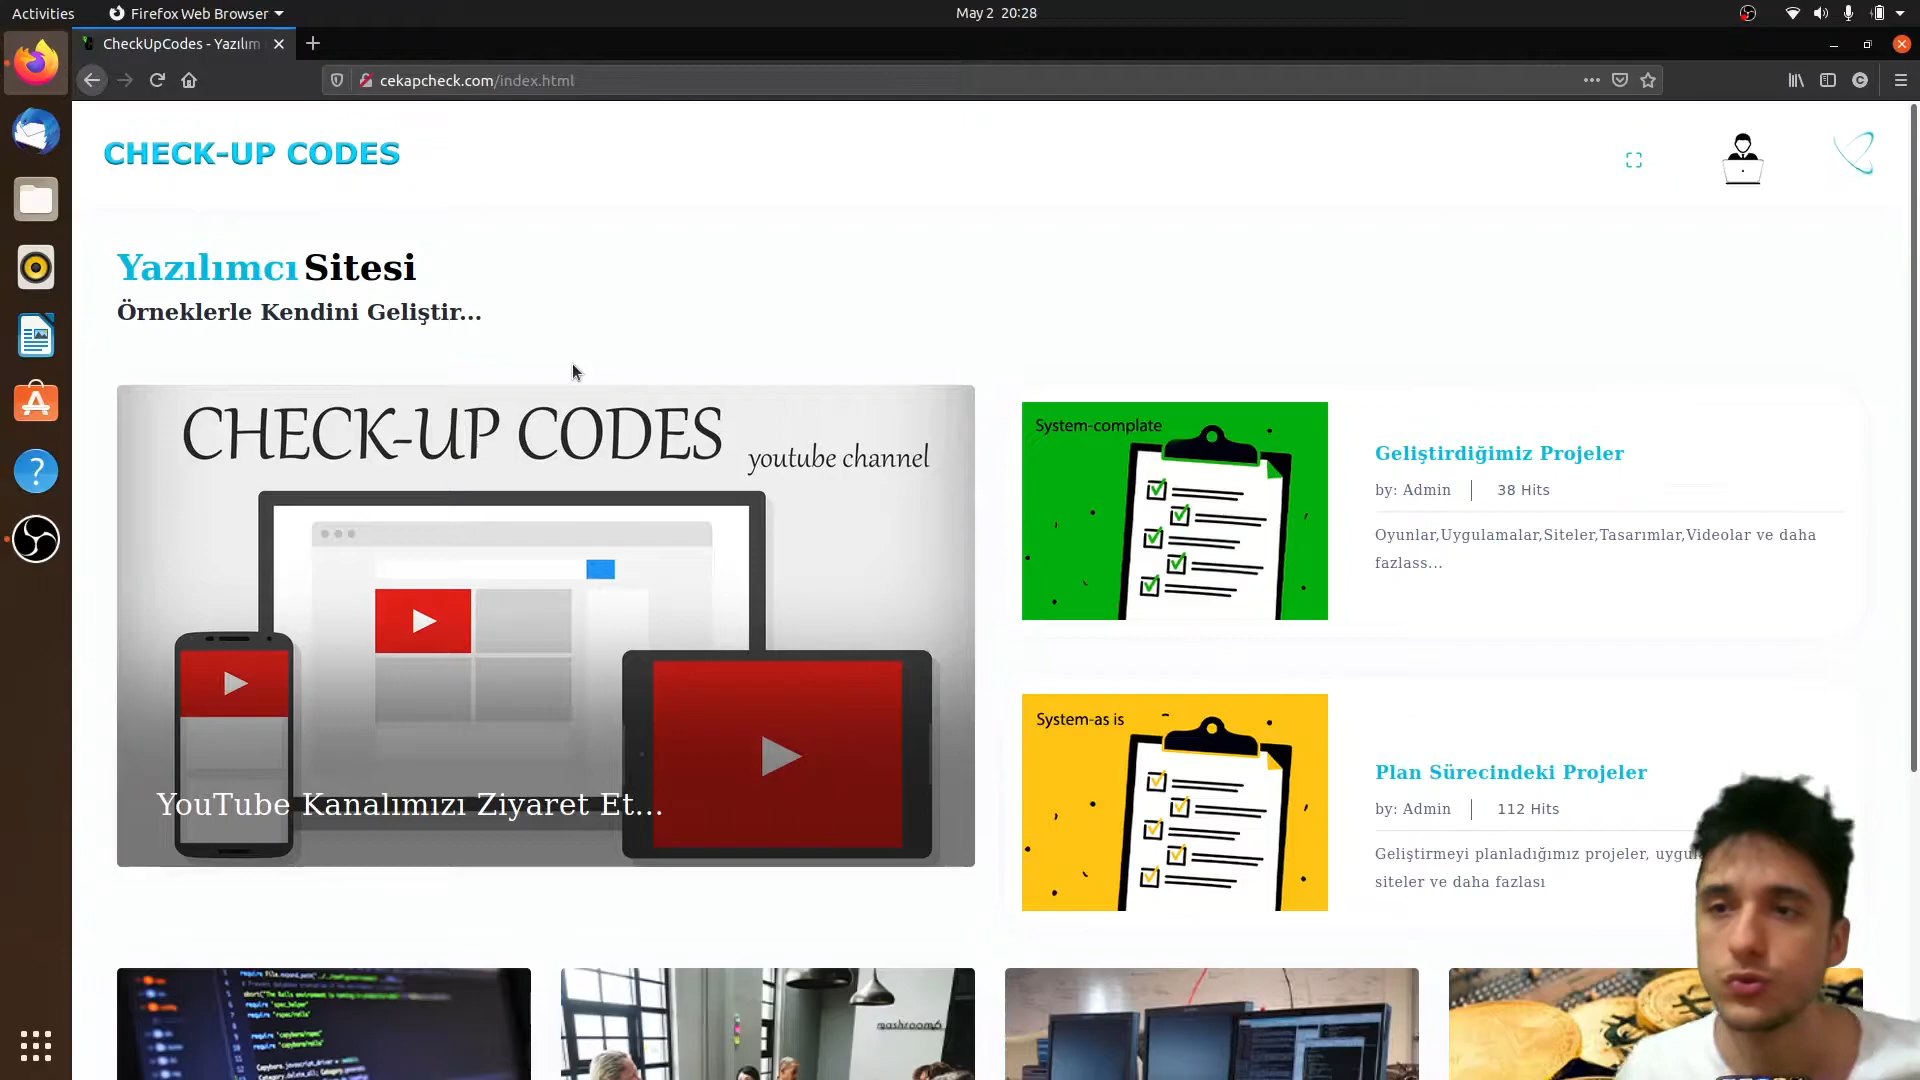 Activities
Firefox Web Browser
May 2 20:28
CheckUpCodes - Yazılım
cekapcheck.com/index.html
CHECK-UP CODES
Yazılımcı Sitesi
Örneklerle Kendini Geliştir...
CHECK-UP CODES
youtube channel
YouTube Kanalımızı Ziyaret Et...
System-complate
Geliştirdiğimiz Projeler
by: Admin
38 Hits
Oyunlar,Uygulamalar,Siteler,Tasarımlar,Videolar ve daha
fazlass...
System-as is
Plan Sürecindeki Projeler
by: Admin
112 Hits
Geliştirmeyi planladığımız projeler,
siteler ve daha fazlası